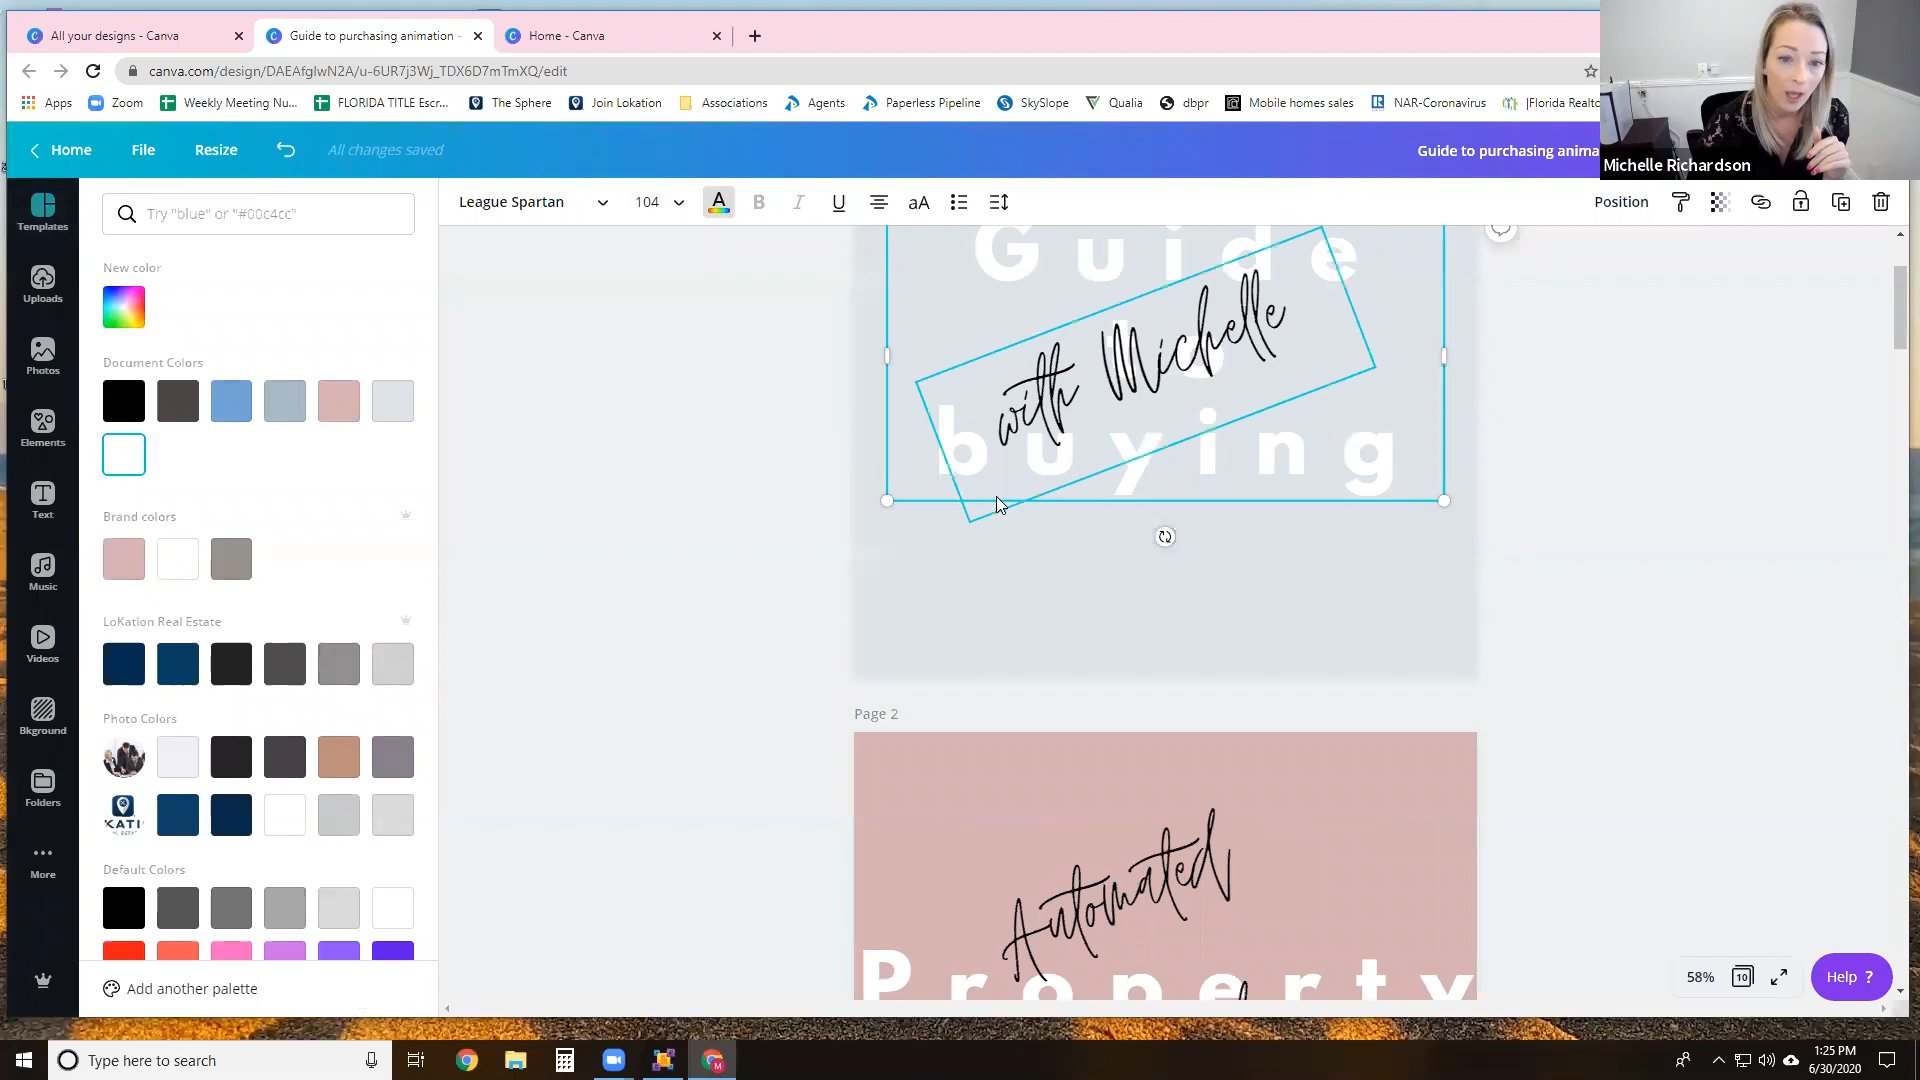 All your designs - Canva
Guide to purchasing animation -
Home - Canva
canva.com/design/DAEAfglwN2A/u-6UR7j3Wj_TDX6D7mTmXQ/edit
Apps
Zoom
Weekly Meeting Nu...
FLORIDA TITLE Escr...
The Sphere
Join Lokation
Associations
Agents
Paperless Pipeline
SkySlope
Qualia
dbpr
Mobile homes sales
NAR-Coronavirus
|Florida Realto
Home
File
Resize
All changes saved
Guide to purchasing anima
Michelle Richardson
Templates
Uploads
Photos
Elements
Text
Music
Videos
Bkground
Folders
More
Try "blue" or "#00c4cc"
New color
Document Colors
Brand colors
LoKation Real Estate
Photo Colors
KATI
Default Colors
Add another palette
League Spartan
104
A
B
I
U
aA
Position
Guide
with Michelle
buying
Page 2
Automated
Property
58%
10
Help ?
Type here to search
M
1:25 PM
6/30/2020